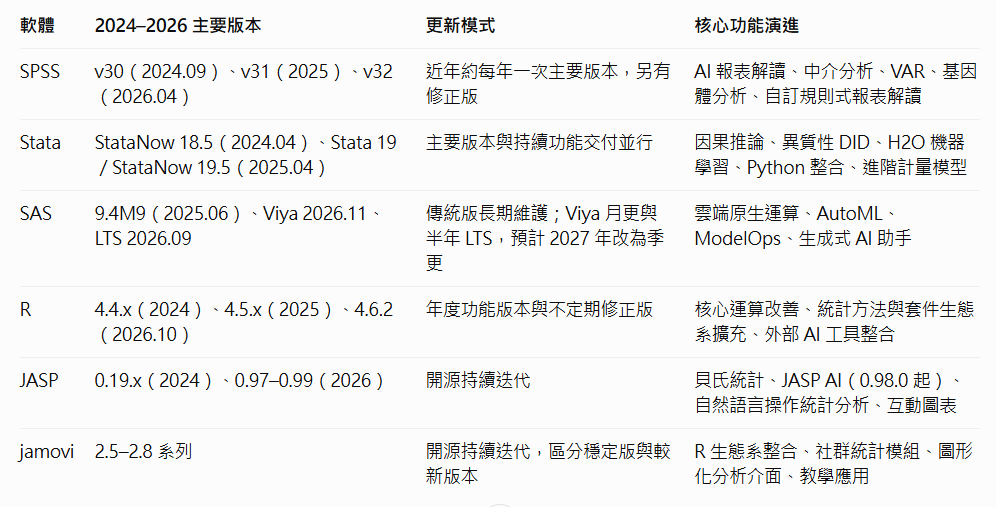 軟體 2024–2026 主要版本 更新模式 核心功能演進
SPSS v30（2024.09）、v31（2025）、v32 近年約每年一次主要版本，另有 AI 報表解讀、中介分析、VAR、基因
（2026.04） 修正版 體分析、自訂規則式報表解讀
Stata StataNow 18.5（2024.04）、Stata 19 主要版本與持續功能交付並行 因果推論、異質性 DID、H2O 機器
/ StataNow 19.5（2025.04） 學習、Python 整合、進階計量模型
SAS 9.4M9（2025.06）、Viya 2026.11、 傳統版長期維護；Viya 月更與 雲端原生運算、AutoML、
LTS 2026.09 半年 LTS，預計 2027 年改為季 ModelOps、生成式 AI 助手
更
R 4.4.x（2024）、4.5.x（2025）、4.6.2 年度功能版本與不定期修正版 核心運算改善、統計方法與套件生態
（2026.10） 系擴充、外部 AI 工具整合
JASP 0.19.x（2024）、0.97–0.99（2026） 開源持續迭代 貝氏統計、JASP AI（0.98.0 起）、
自然語言操作統計分析、互動圖表
jamovi 2.5–2.8 系列 開源持續迭代，區分穩定版與較 R 生態系整合、社群統計模組、圖形
新版本 化分析介面、教學應用